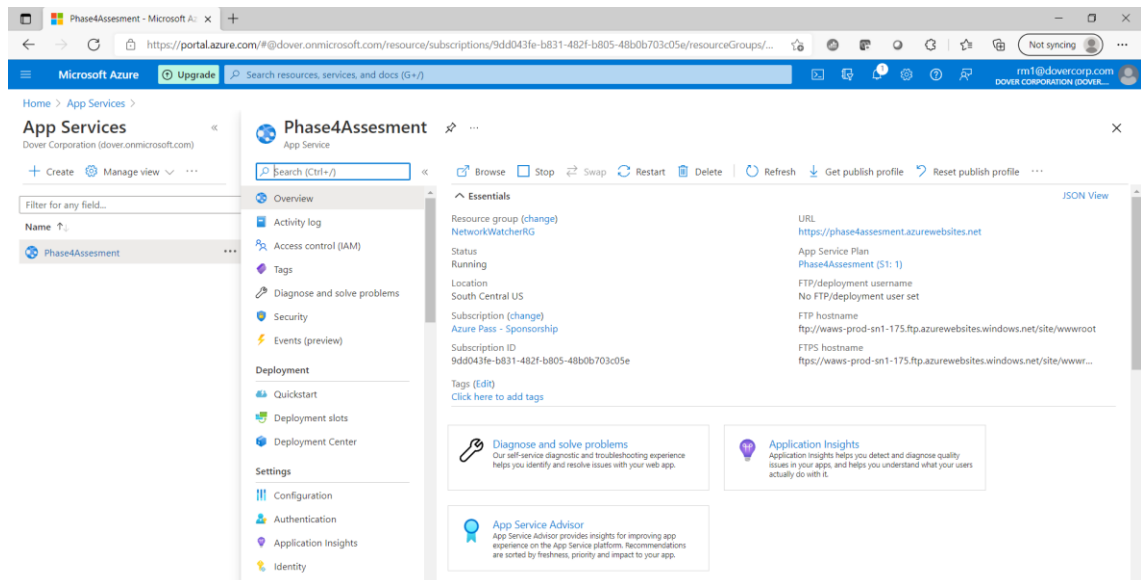 Phase4Assesment - Microsoft Az
https://portal.azure.com/#@dover.onmicrosoft.com/resource/subscriptions/9dd043fe-b831-482f-b805-48b0b703c05e/resourceGroups/...
Not syncing
Microsoft Azure
Upgrade
Search resources, services, and docs (G+/)
1
rm1@dovercorp.com
DOVER CORPORATION (DOVER....
Home > App Services >
App Services
Dover Corporation (dover.onmicrosoft.com)
Create
Manage view
Filter for any field...
Name
Phase4Assesment
Phase4Assesment
App Service
Search (Ctrl+/)
Overview
Activity log
Access control (IAM)
Tags
Diagnose and solve problems
Security
Events (preview)
Deployment
Quickstart
Deployment slots
Deployment Center
Settings
Configuration
Authentication
Application Insights
Identity
Browse
Stop
Swap
Restart
Delete
Refresh
Get publish profile
Reset publish profile
Essentials
JSON View
Resource group (change)
NetworkWatcherRG
Status
Running
Location
South Central US
Subscription (change)
Azure Pass - Sponsorship
Subscription ID
9dd043fe-b831-482f-b805-48b0b703c05e
Tags (Edit)
Click here to add tags
URL
https://phase4assesment.azurewebsites.net
App Service Plan
Phase4Assesment (S1: 1)
FTP/deployment username
No FTP/deployment user set
FTP hostname
ftp://waws-prod-sn1-175.ftp.azurewebsites.windows.net/site/wwwroot
FTPS hostname
ftps://waws-prod-sn1-175.ftp.azurewebsites.windows.net/site/wwwr...
Diagnose and solve problems
Our self-service diagnostic and troubleshooting experience
helps you identify and resolve issues with your web app.
Application Insights
Application Insights helps you detect and diagnose quality
issues in your apps, and helps you understand what your users
actually do with it.
App Service Advisor
App Service Advisor provides insights for improving app
experience on the App Service platform. Recommendations
are sorted by freshness, priority and impact to your app.